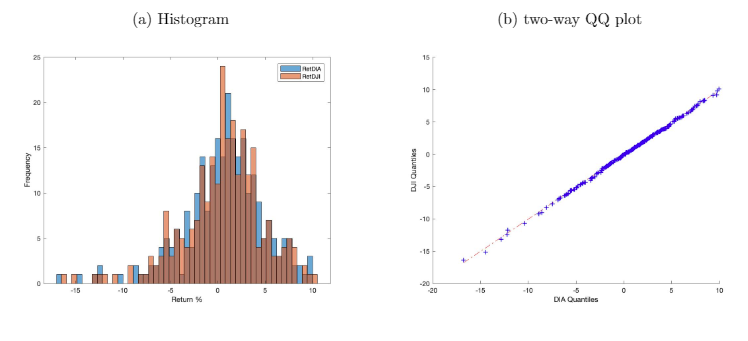 (a) Histogram
25
20
15
10
5
0
-15 -10 -5 0 5 10
Frequency
Return %
RetDIA
RetDJI
(b) two-way QQ plot
15
10
5
0
-5
-10
-15
-20
-20 -15 -10 -5 0 5 10
DJI Quantiles
DIA Quantiles